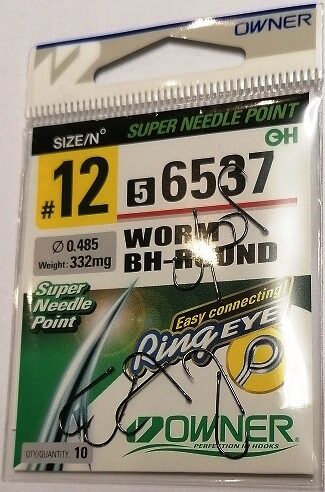 OWNER
SUPER NEEDLE POINT
SIZE/N°
OH
#12
5 6537
Ø 0.485
Weight: 332mg
WORM
BH-ROUND
Super
Needle
Point
Easy connecting!
Ring EYE
OWNER
PERFECTION IN HOOKS
QTY/QUANTITY. 10